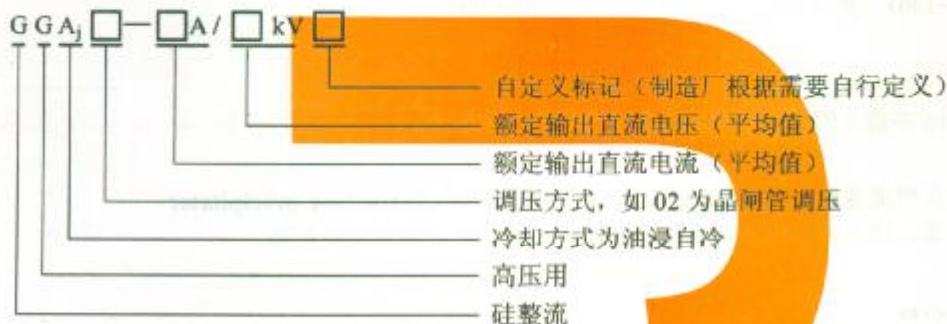 G G Aj □—□A/□kV□
自定义标记（制造厂根据需要自行定义）
额定输出直流电压（平均值）
额定输出直流电流（平均值）
调压方式，如 02 为晶闸管调压
冷却方式为油浸自冷
高压用
硅整流